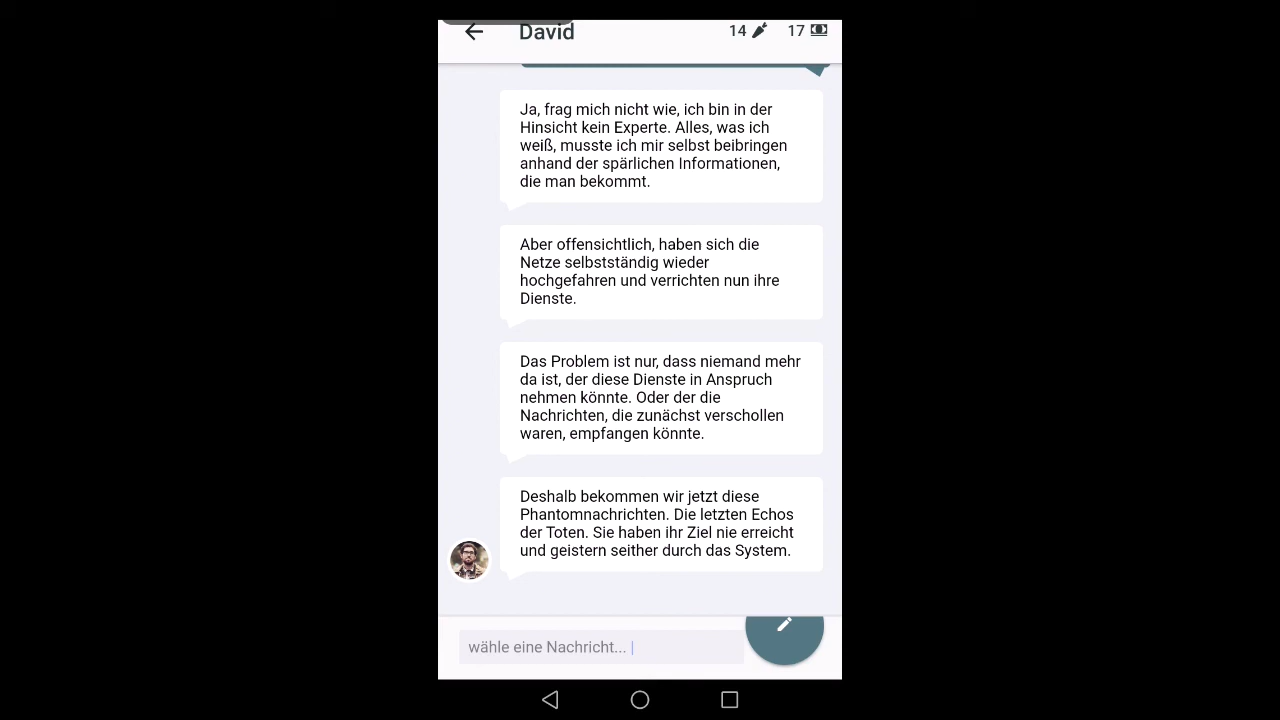 David 14 17
Ja, frag mich nicht wie, ich bin in der
Hinsicht kein Experte. Alles, was ich
weiß, musste ich mir selbst beibringen
anhand der spärlichen Informationen,
die man bekommt.
Aber offensichtlich, haben sich die
Netze selbstständig wieder
hochgefahren und verrichten nun ihre
Dienste.
Das Problem ist nur, dass niemand mehr
da ist, der diese Dienste in Anspruch
nehmen könnte. Oder der die
Nachrichten, die zunächst verschollen
waren, empfangen könnte.
Deshalb bekommen wir jetzt diese
Phantomnachrichten. Die letzten Echos
der Toten. Sie haben ihr Ziel nie erreicht
und geistern seither durch das System.
wähle eine Nachricht...